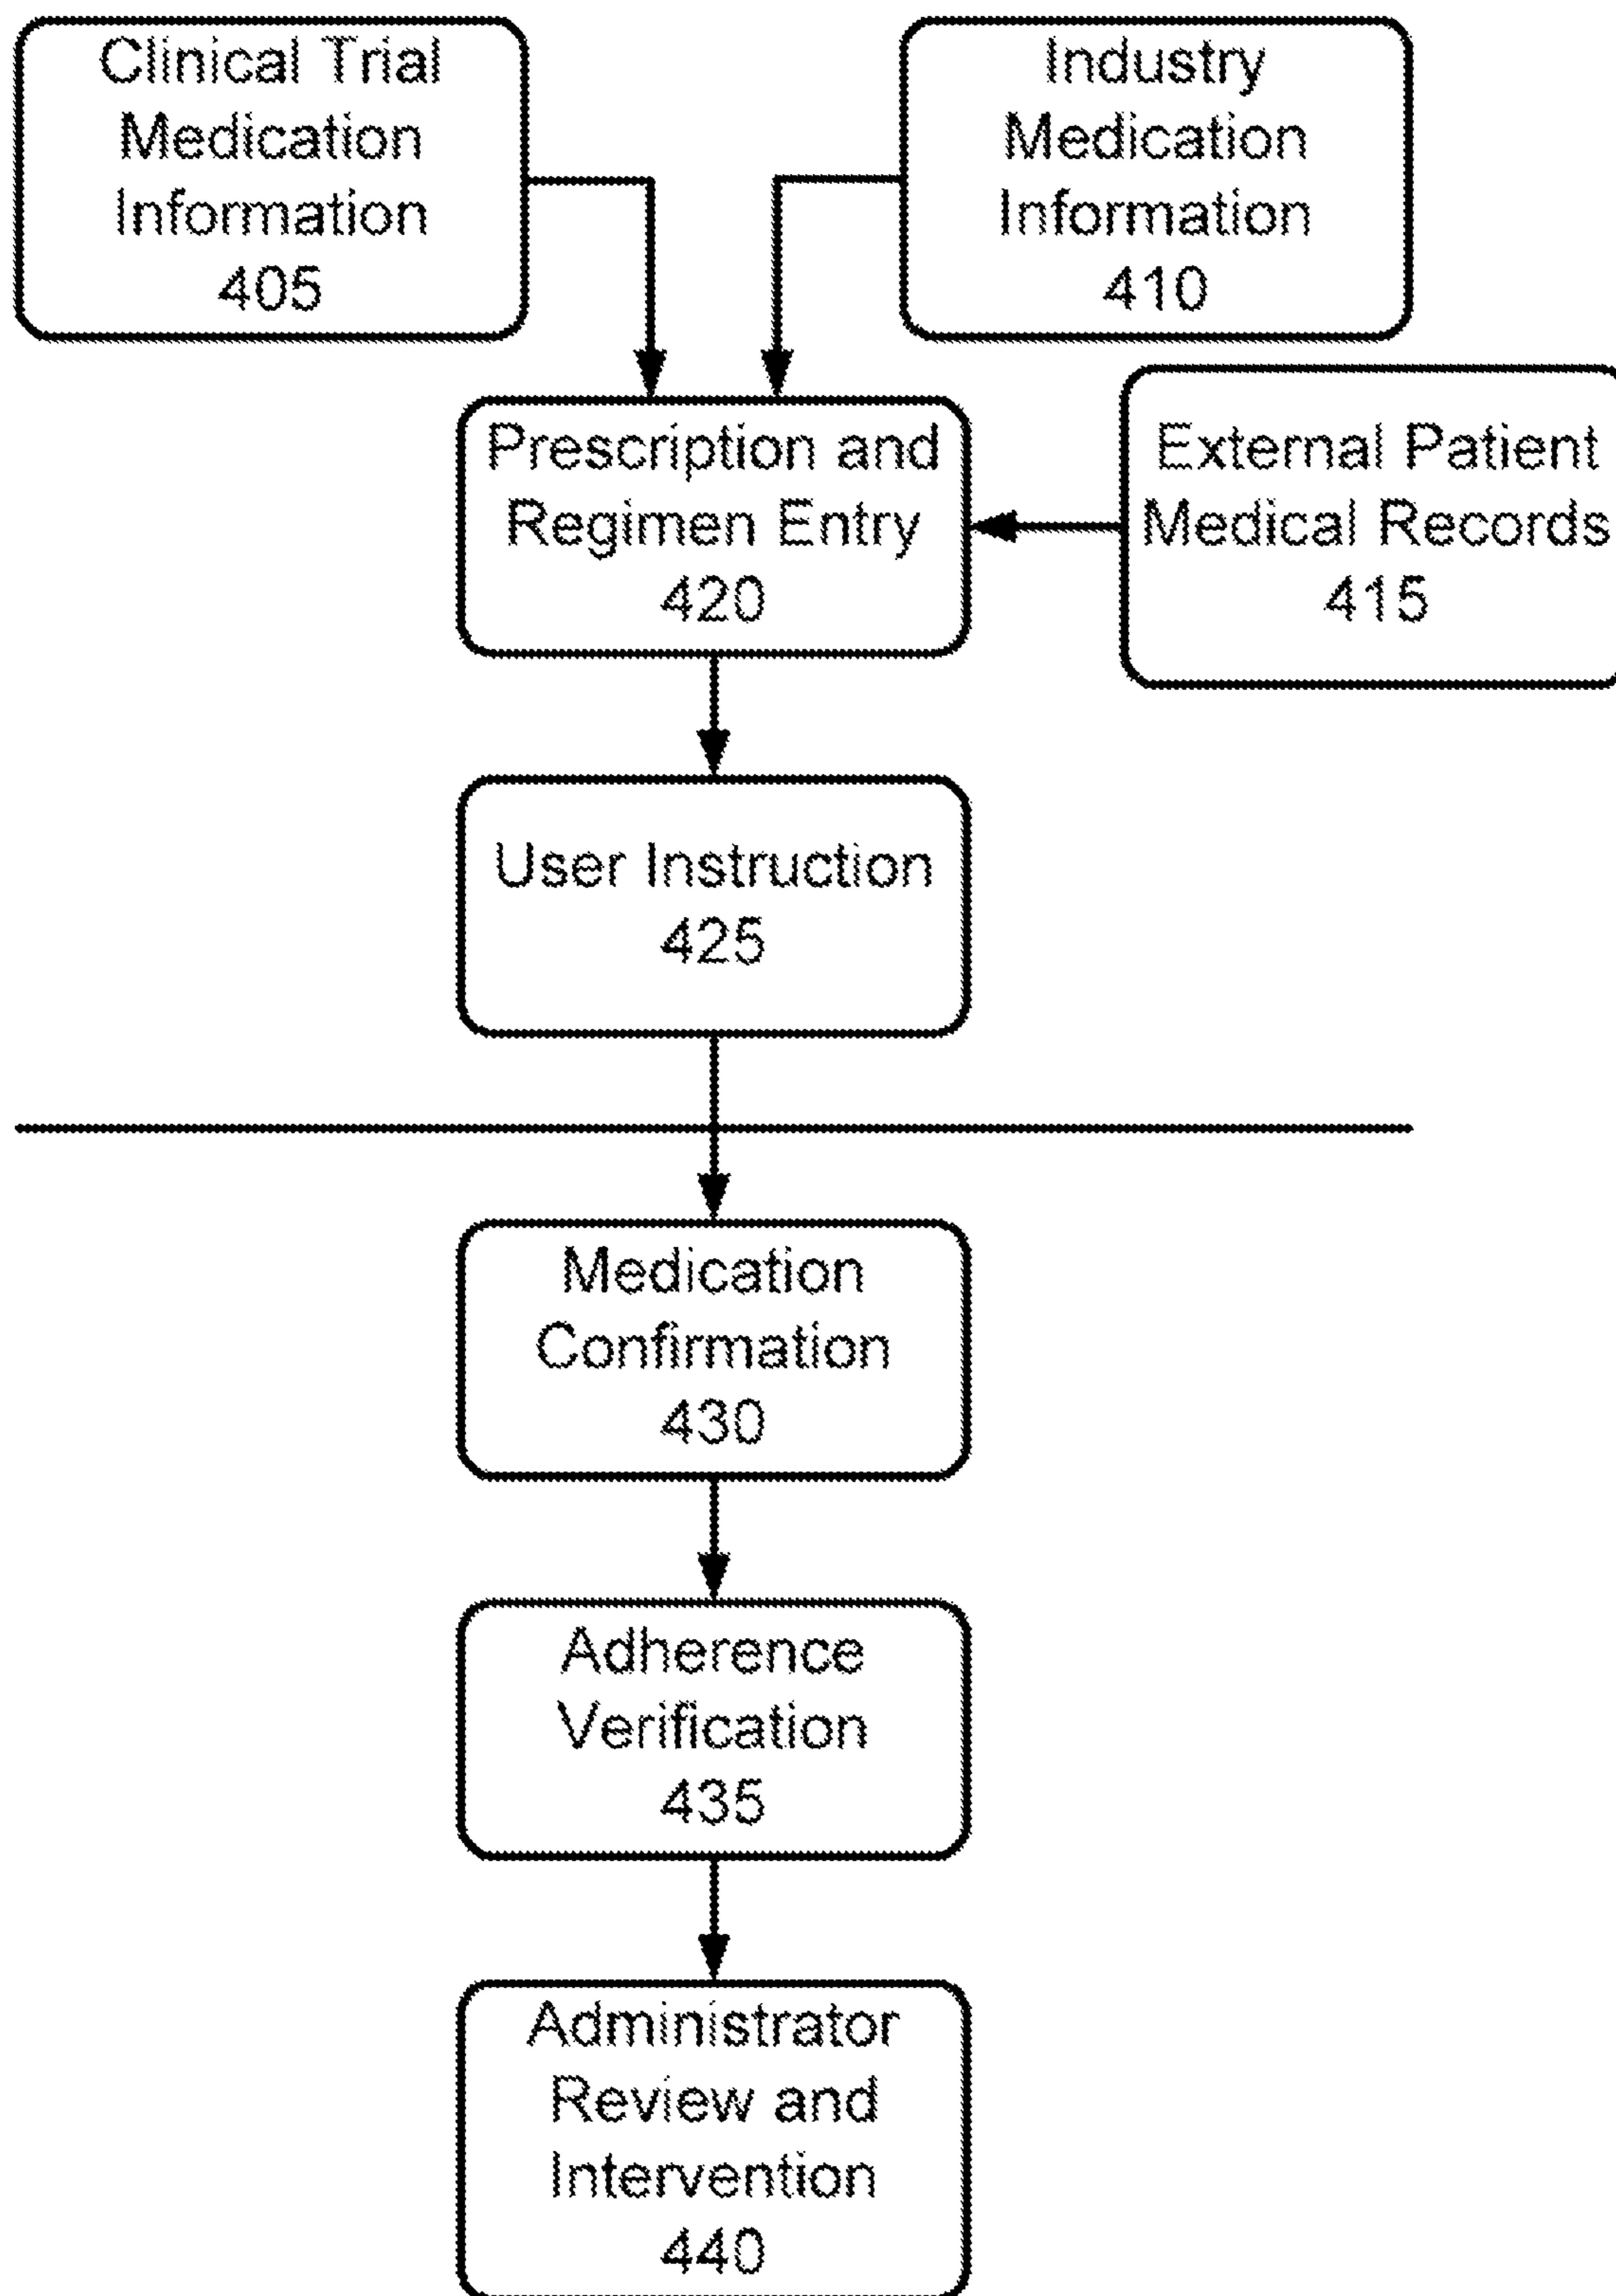 Clinical Trial
Medication
Information
405
Industry
Medication
Information
410
Prescription and
Regimen Entry
420
External Patient
Medical Records
415
User Instruction
425
Medication
Confirmation
430
Adherence
Verification
435
Administrator
Review and
Intervention
440